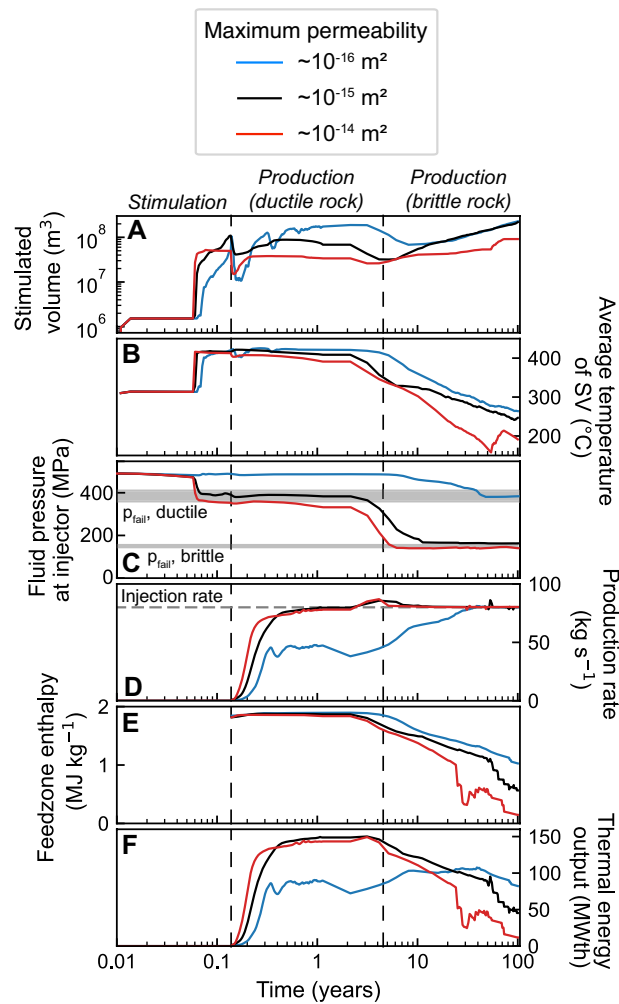 Maximum permeability
~10⁻¹⁶ m²
~10⁻¹⁵ m²
~10⁻¹⁴ m²
Stimulation
Production
(ductile rock)
Production
(brittle rock)
A
Stimulated
volume (m³)
10⁸
10⁷
10⁶
B
Average temperature
of SV (°C)
400
300
200
C
Fluid pressure
at injector (MPa)
400
200
0
p_fail, ductile
p_fail, brittle
D
Injection rate
Production rate
(kg s⁻¹)
100
50
0
E
Feedzone enthalpy
(MJ kg⁻¹)
2
1
0
F
Thermal energy
output (MWth)
150
100
50
0
0.01 0.1 1 10 100
Time (years)